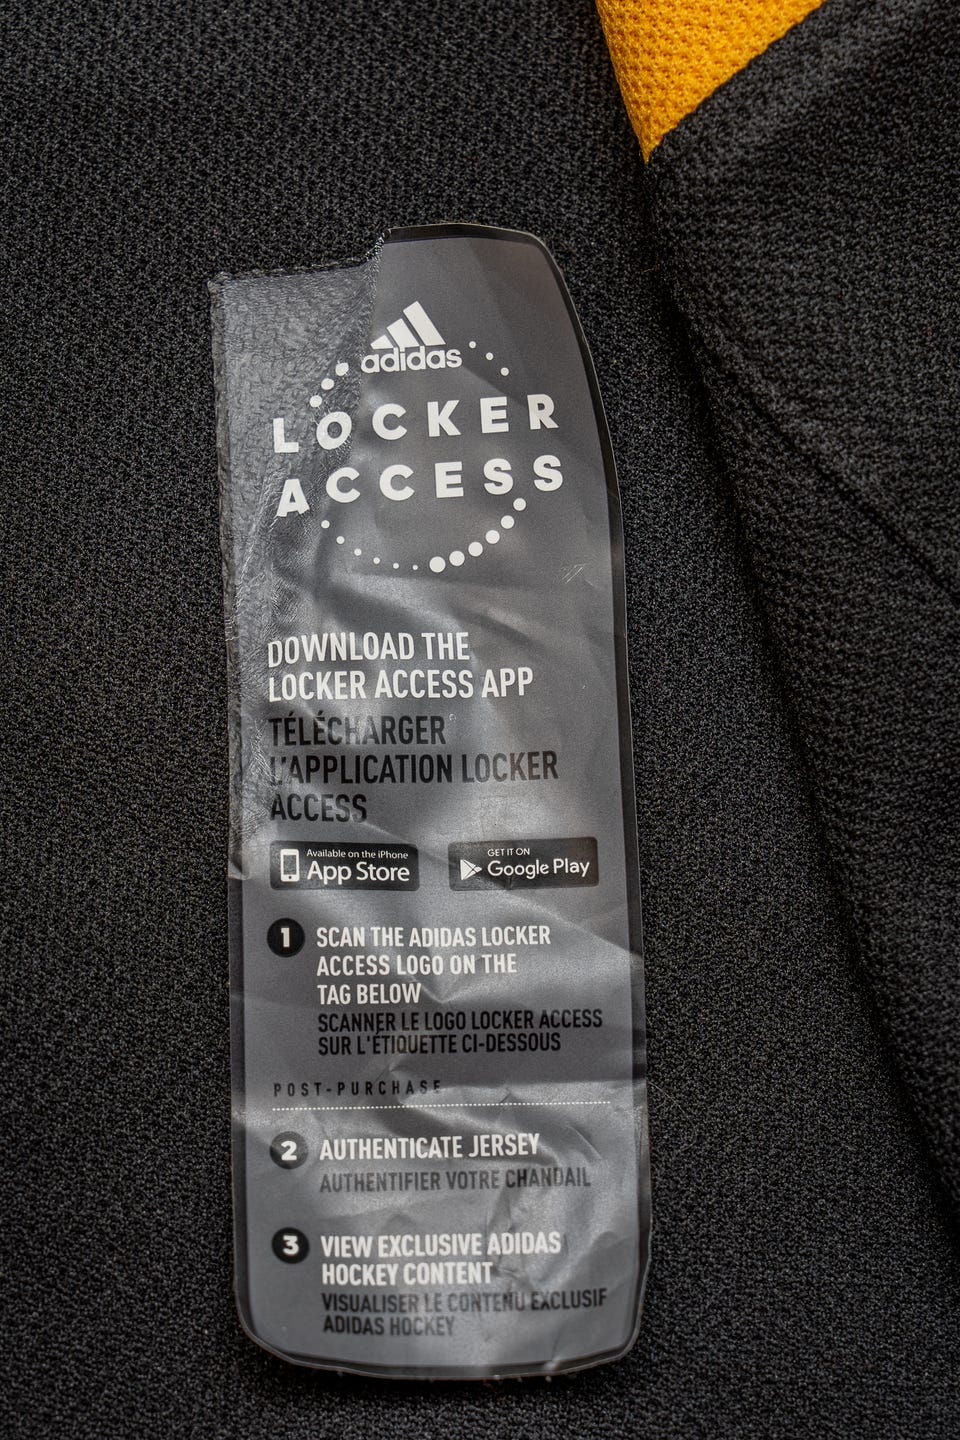 adidas
LOCKER
ACCESS
DOWNLOAD THE
LOCKER ACCESS APP
TÉLÉCHARGER
L'APPLICATION LOCKER
ACCESS
Available on the iPhone
App Store
GET IT ON
Google Play
1 SCAN THE ADIDAS LOCKER
ACCESS LOGO ON THE
TAG BELOW
SCANNER LE LOGO LOCKER ACCESS
SUR L'ÉTIQUETTE CI-DESSOUS
POST-PURCHASE
2 AUTHENTICATE JERSEY
AUTHENTIFIER VOTRE CHANDAIL
3 VIEW EXCLUSIVE ADIDAS
HOCKEY CONTENT
VISUALISER LE CONTENU EXCLUSIF
ADIDAS HOCKEY